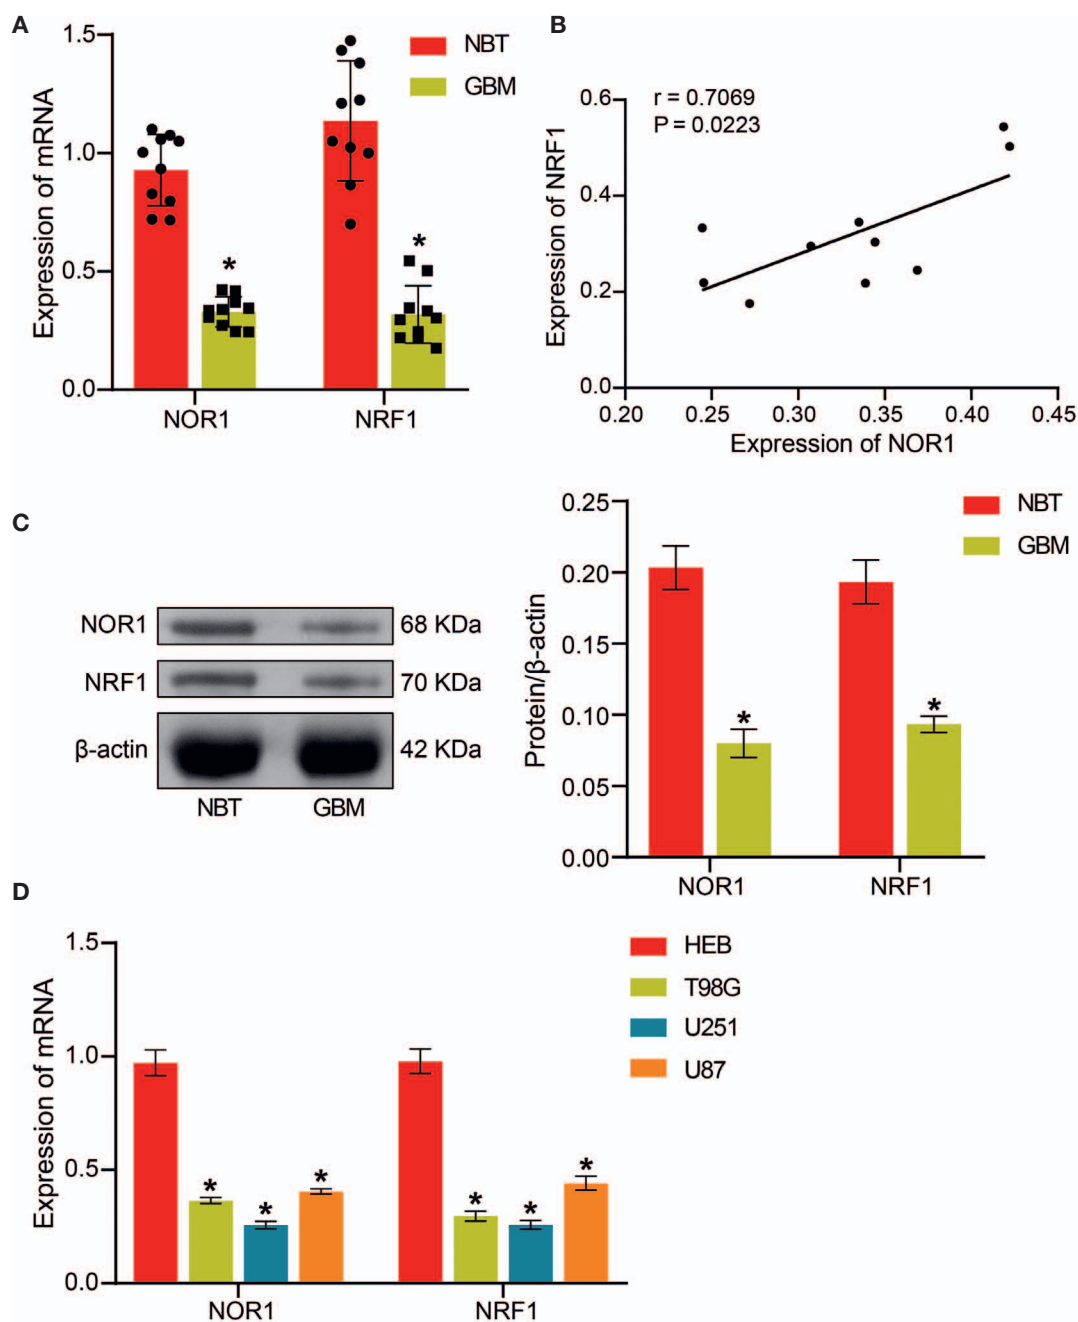 A
Expression of mRNA
1.5
1.0
0.5
0.0
NBT
GBM
*
*
NOR1
NRF1
B
r = 0.7069
P = 0.0223
Expression of NRF1
0.6
0.4
0.2
0.0
0.20
0.25
0.30
0.35
0.40
0.45
Expression of NOR1
C
NOR1
68 KDa
NRF1
70 KDa
β-actin
42 KDa
NBT
GBM
Protein/β-actin
0.25
0.20
0.15
0.10
0.05
0.00
NBT
GBM
*
*
NOR1
NRF1
D
Expression of mRNA
1.5
1.0
0.5
0.0
HEB
T98G
U251
U87
*
*
*
*
*
*
NOR1
NRF1